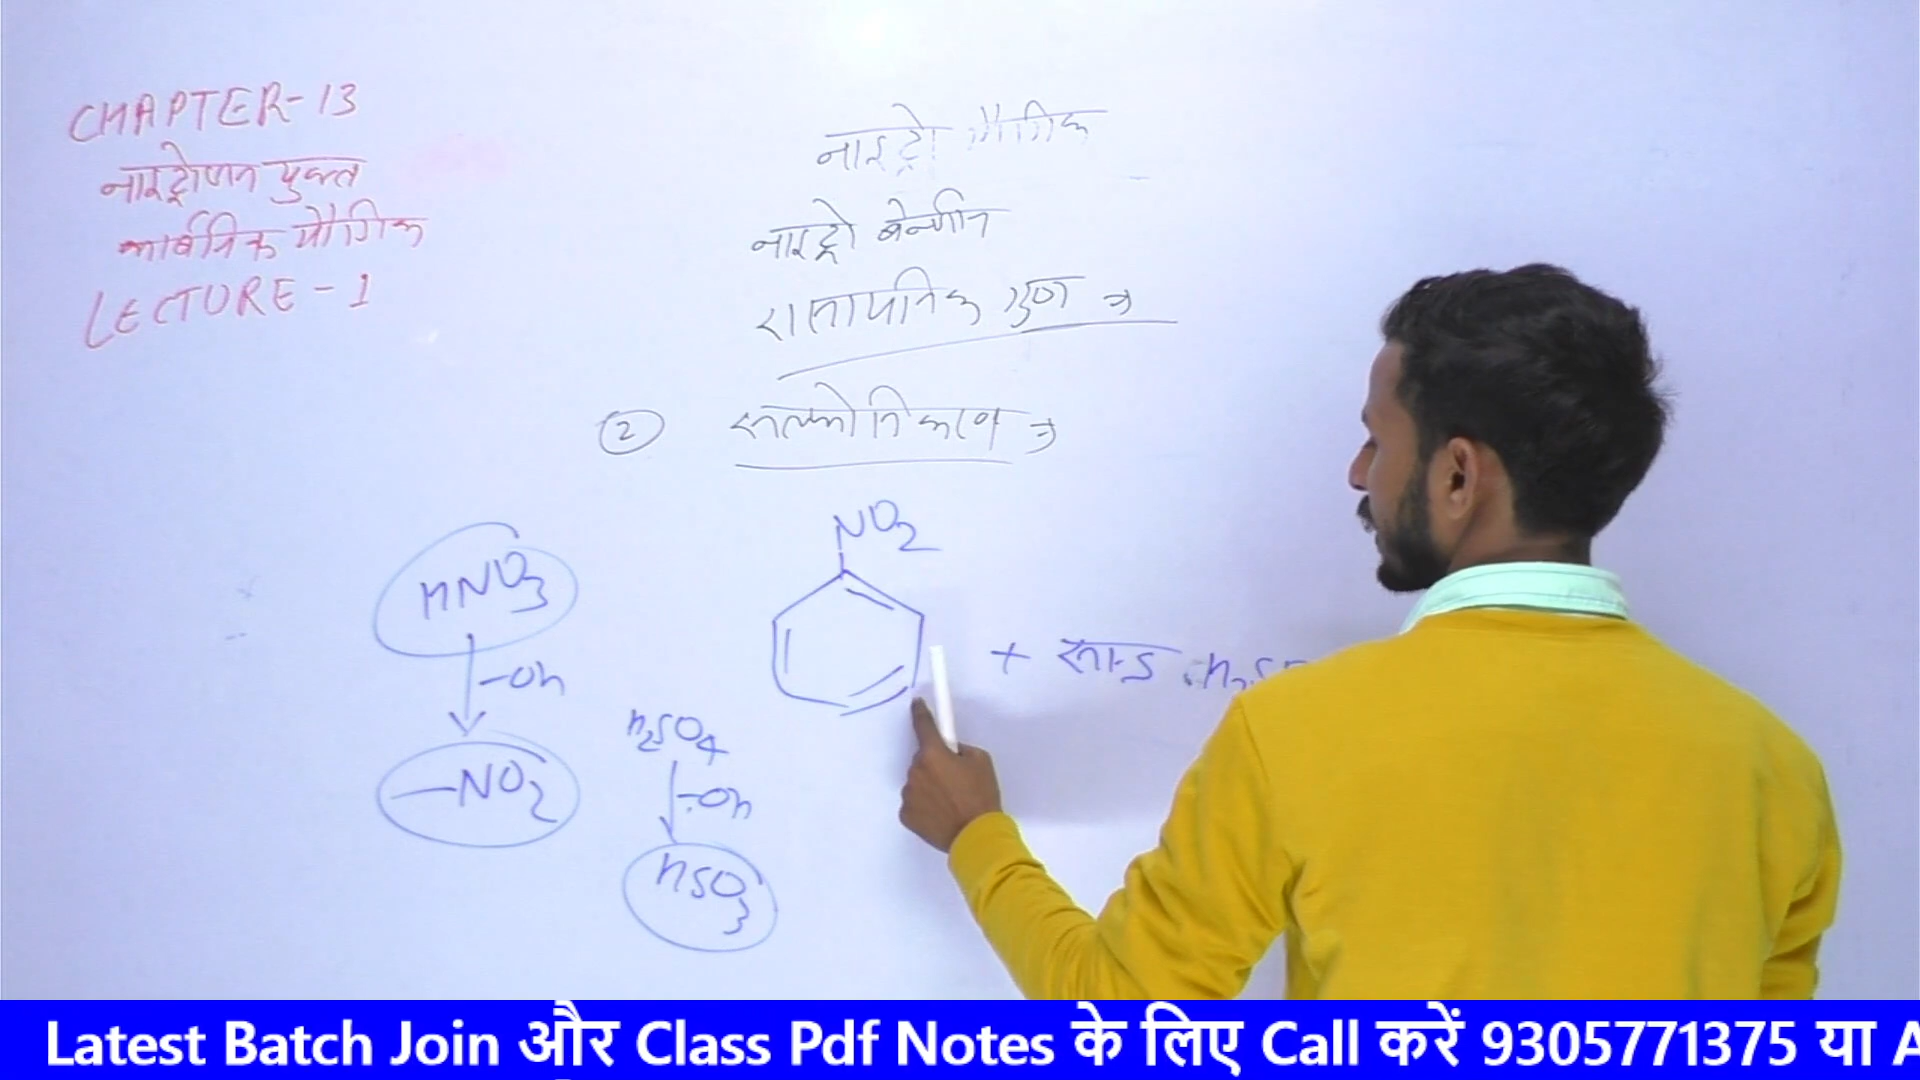 CHAPTER-13
नाइट्रोजन युक्त
कार्बनिक यौगिक
LECTURE-1
नाइट्रो यौगिक
नाइट्रो बेन्जीन
रासायनिक गुण →
② सल्फोनिकरण →
NO2
+ सान्द्र H2S
HNO3
-OH
-NO2
H2SO4
-OH
HSO3
Latest Batch Join और Class Pdf Notes के लिए Call करें 9305771375 या A